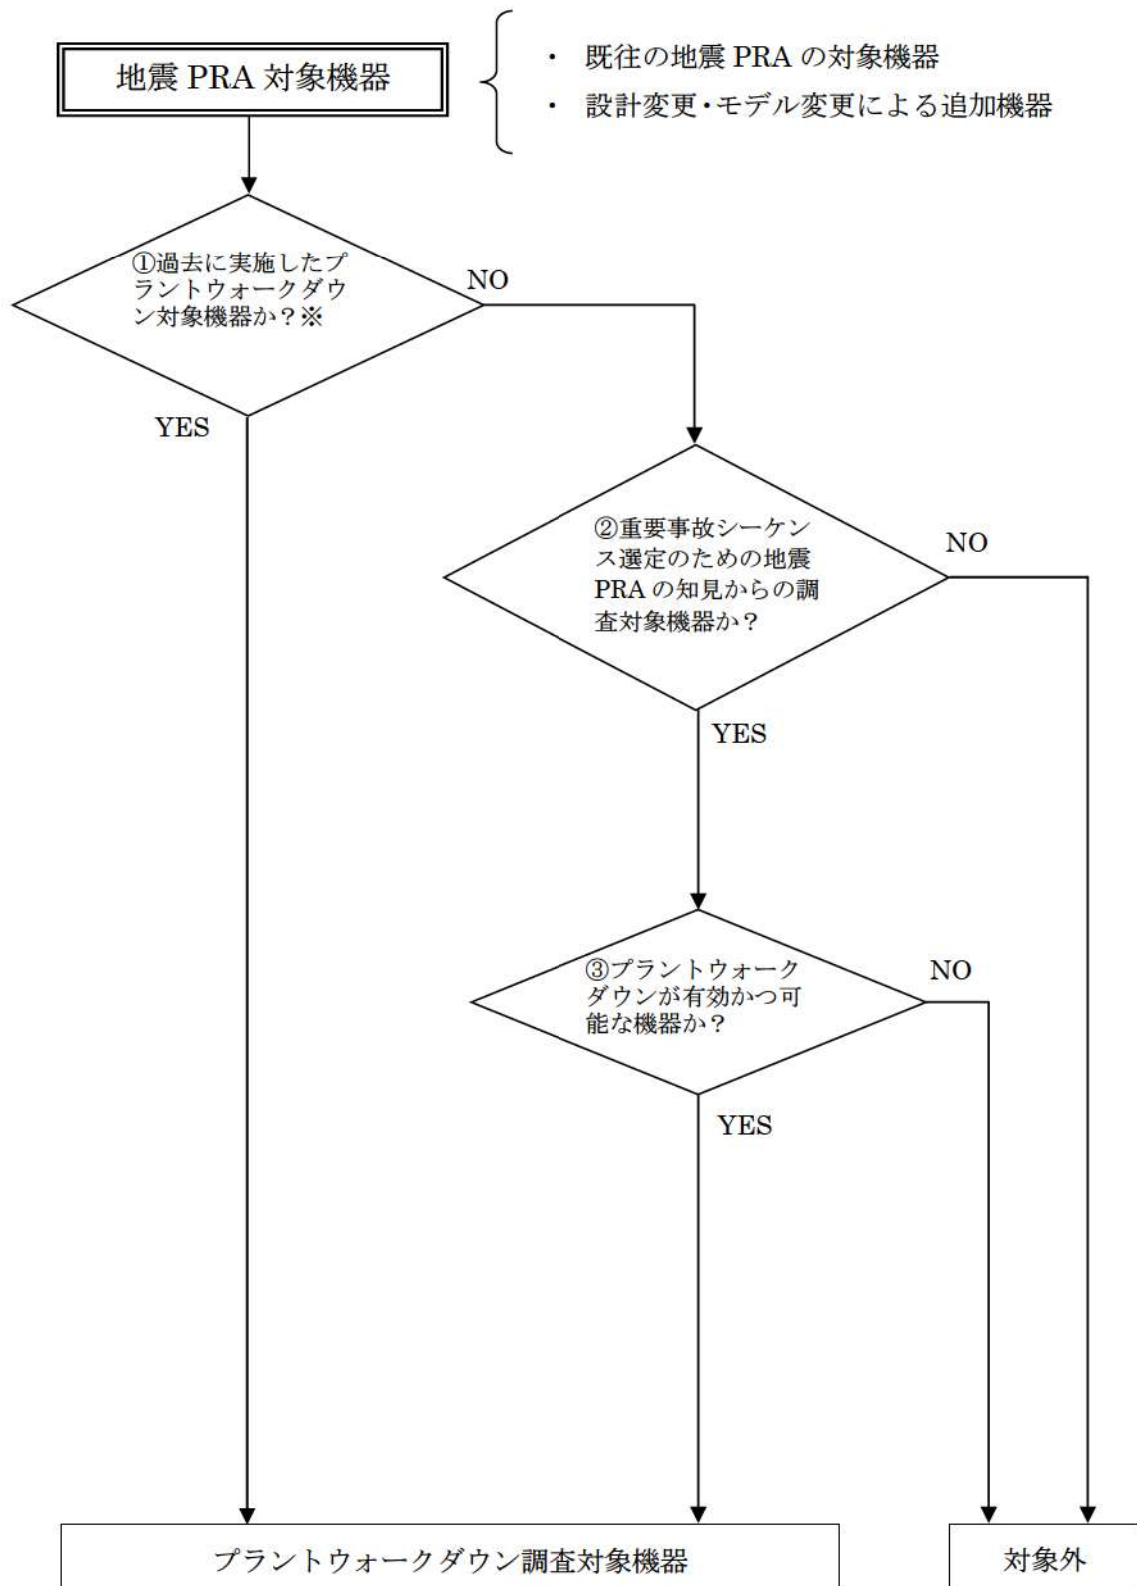 地震 PRA 対象機器
・ 既往の地震 PRA の対象機器
・ 設計変更・モデル変更による追加機器
①過去に実施したプ
ラントウォークダウ
ン対象機器か？※
NO
YES
②重要事故シーケン
ス選定のための地震
PRA の知見からの調
査対象機器か？
NO
YES
③プラントウォーク
ダウンが有効かつ可
能な機器か？
NO
YES
プラントウォークダウン調査対象機器
対象外